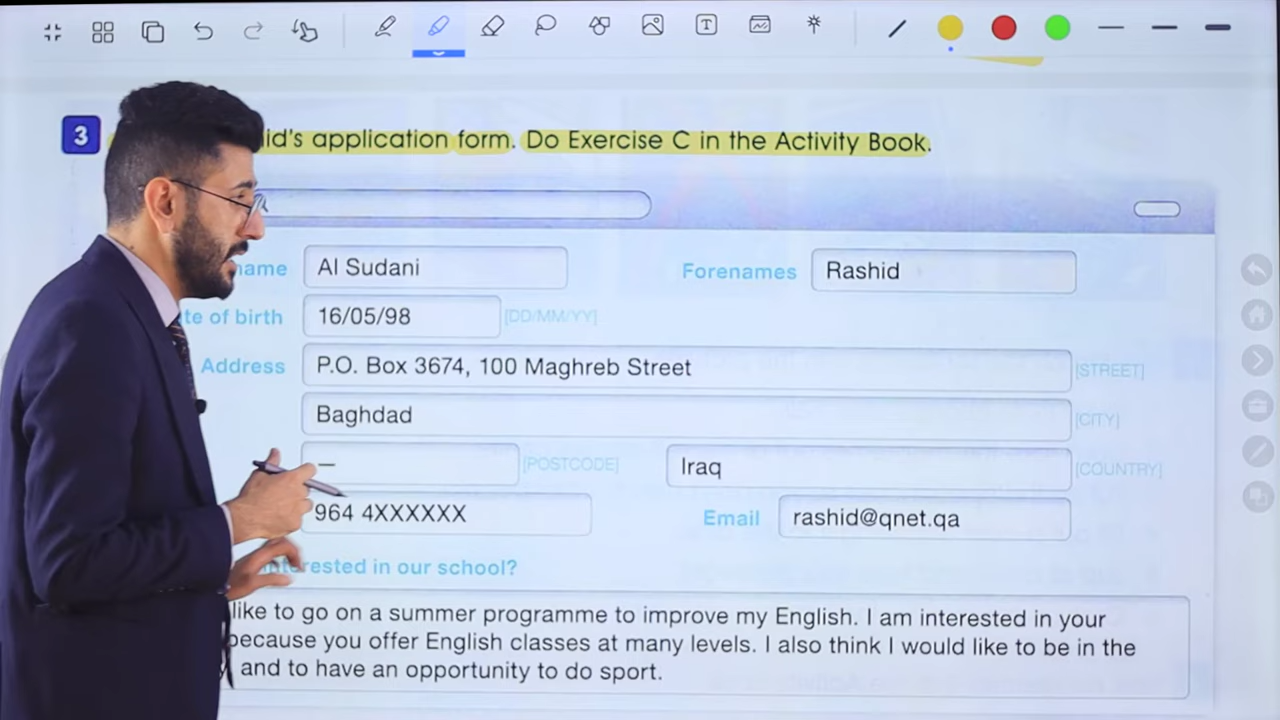 3 id's application form. Do Exercise C in the Activity Book.
name Al Sudani Forenames Rashid
te of birth 16/05/98 [DD/MM/YY]
Address P.O. Box 3674, 100 Maghreb Street [STREET]
Baghdad [CITY]
– [POSTCODE] Iraq [COUNTRY]
964 4XXXXXX Email rashid@qnet.qa
interested in our school?
like to go on a summer programme to improve my English. I am interested in your
because you offer English classes at many levels. I also think I would like to be in the
and to have an opportunity to do sport.